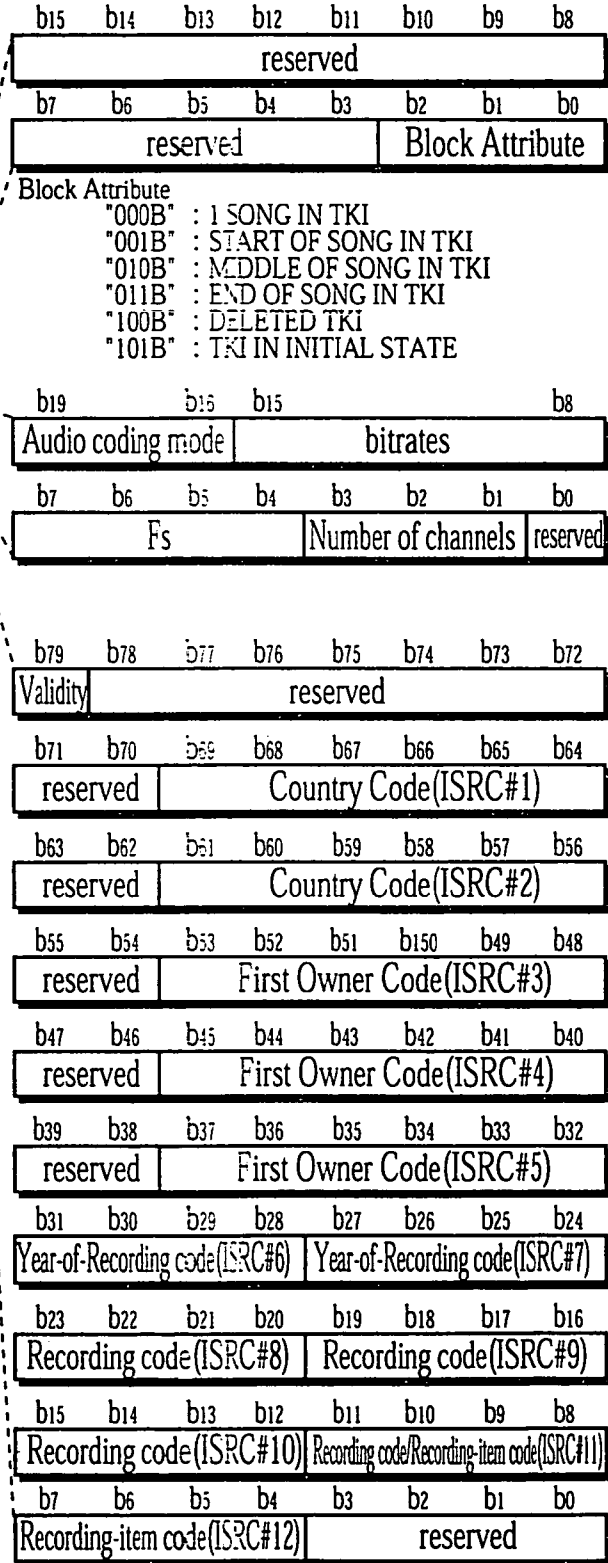 b15 b14 b13 b12 b11 b10 b9 b8
reserved
b7 b6 b5 b4 b3 b2 b1 b0
reserved Block Attribute
Block Attribute
"000B" : 1 SONG IN TKI
"001B" : START OF SONG IN TKI
"010B" : MIDDLE OF SONG IN TKI
"011B" : END OF SONG IN TKI
"100B" : DELETED TKI
"101B" : TKI IN INITIAL STATE
b19 b16 b15 b8
Audio coding mode bitrates
b7 b6 b5 b4 b3 b2 b1 b0
Fs Number of channels reserved
b79 b78 b77 b76 b75 b74 b73 b72
Validity reserved
b71 b70 b69 b68 b67 b66 b65 b64
reserved Country Code(ISRC#1)
b63 b62 b61 b60 b59 b58 b57 b56
reserved Country Code(ISRC#2)
b55 b54 b53 b52 b51 b150 b49 b48
reserved First Owner Code(ISRC#3)
b47 b46 b45 b44 b43 b42 b41 b40
reserved First Owner Code(ISRC#4)
b39 b38 b37 b36 b35 b34 b33 b32
reserved First Owner Code(ISRC#5)
b31 b30 b29 b28 b27 b26 b25 b24
Year-of-Recording code(ISRC#6) Year-of-Recording code(ISRC#7)
b23 b22 b21 b20 b19 b18 b17 b16
Recording code(ISRC#8) Recording code(ISRC#9)
b15 b14 b13 b12 b11 b10 b9 b8
Recording code(ISRC#10) Recording code/Recording-item code(ISRC#11)
b7 b6 b5 b4 b3 b2 b1 b0
Recording-item code(ISRC#12) reserved